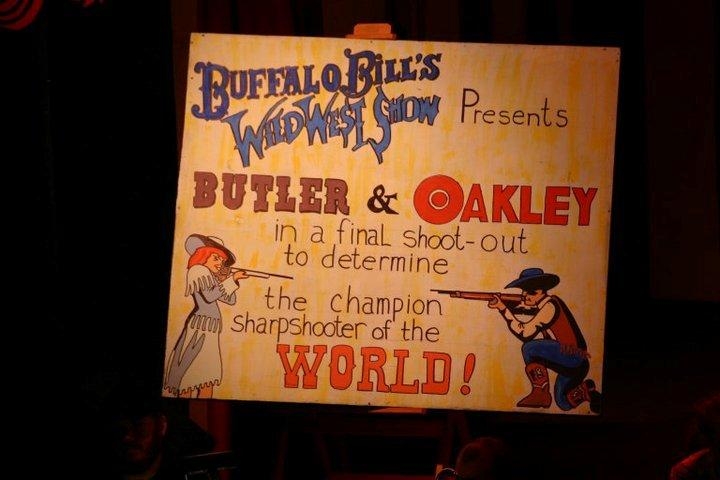 BUFFALO BILL'S
WILD WEST SHOW Presents
BUTLER & OAKLEY
in a final shoot-out
to determine
the champion
sharpshooter of the
WORLD!